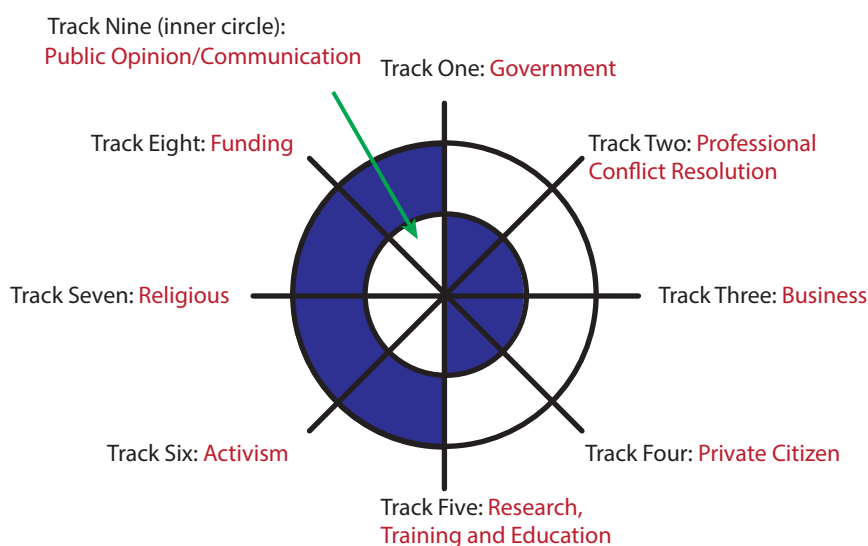 Track Nine (inner circle):
Public Opinion/Communication
Track One: Government
Track Eight: Funding
Track Two: Professional
Conflict Resolution
Track Seven: Religious
Track Three: Business
Track Six: Activism
Track Four: Private Citizen
Track Five: Research,
Training and Education